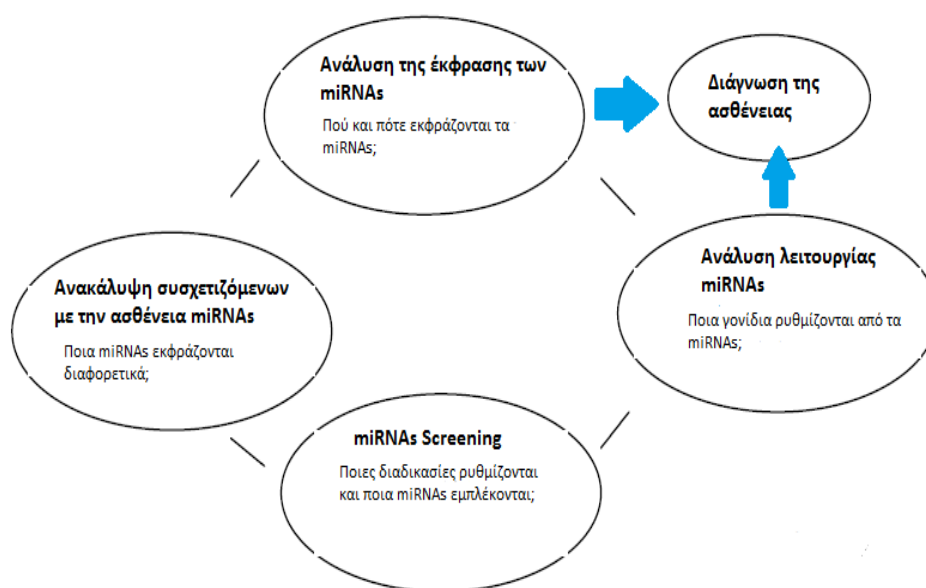 Ανάλυση της έκφρασης των
miRNAs
Πού και πότε εκφράζονται τα
miRNAs;
Διάγνωση της
ασθένειας
Ανακάλυψη συσχετιζόμενων
με την ασθένεια miRNAs
Ποια miRNAs εκφράζονται
διαφορετικά;
Ανάλυση λειτουργίας
miRNAs
Ποια γονίδια ρυθμίζονται από τα
miRNAs;
miRNAs Screening
Ποιες διαδικασίες ρυθμίζονται
και ποια miRNAs εμπλέκονται;